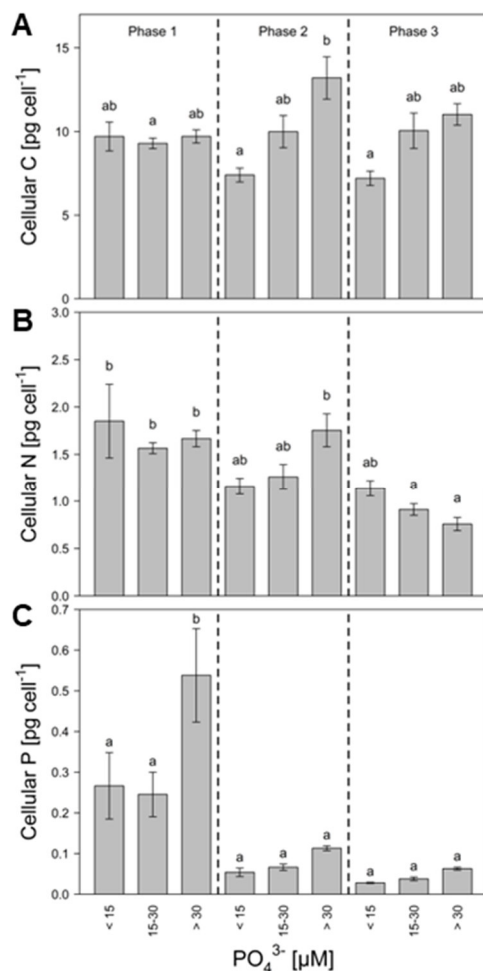 A
Phase 1 Phase 2 Phase 3
Cellular C [pg cell⁻¹]
15
10
5
0
ab a ab a ab b a ab ab
B
Cellular N [pg cell⁻¹]
3.0
2.5
2.0
1.5
1.0
0.5
0.0
b b b ab ab b ab a a
C
Cellular P [pg cell⁻¹]
0.7
0.6
0.5
0.4
0.3
0.2
0.1
0.0
a a b a a a a a a
< 15 15-30 > 30 < 15 15-30 > 30 < 15 15-30 > 30
PO₄³⁻ [µM]